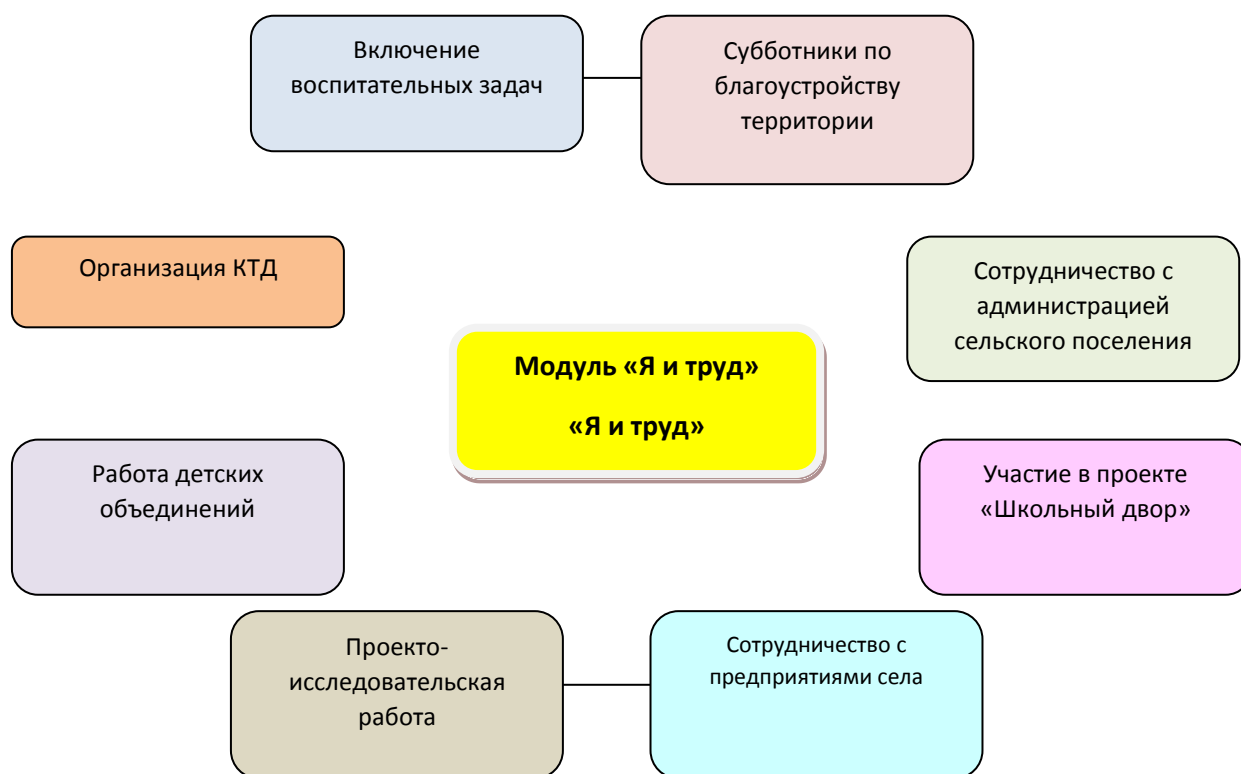 Включение
воспитательных задач
Субботники по
благоустройству
территории
Организация КТД
Сотрудничество с
администрацией
сельского поселения
Модуль «Я и труд»
«Я и труд»
Работа детских
объединений
Участие в проекте
«Школьный двор»
Проекто-
исследовательская
работа
Сотрудничество с
предприятиями села